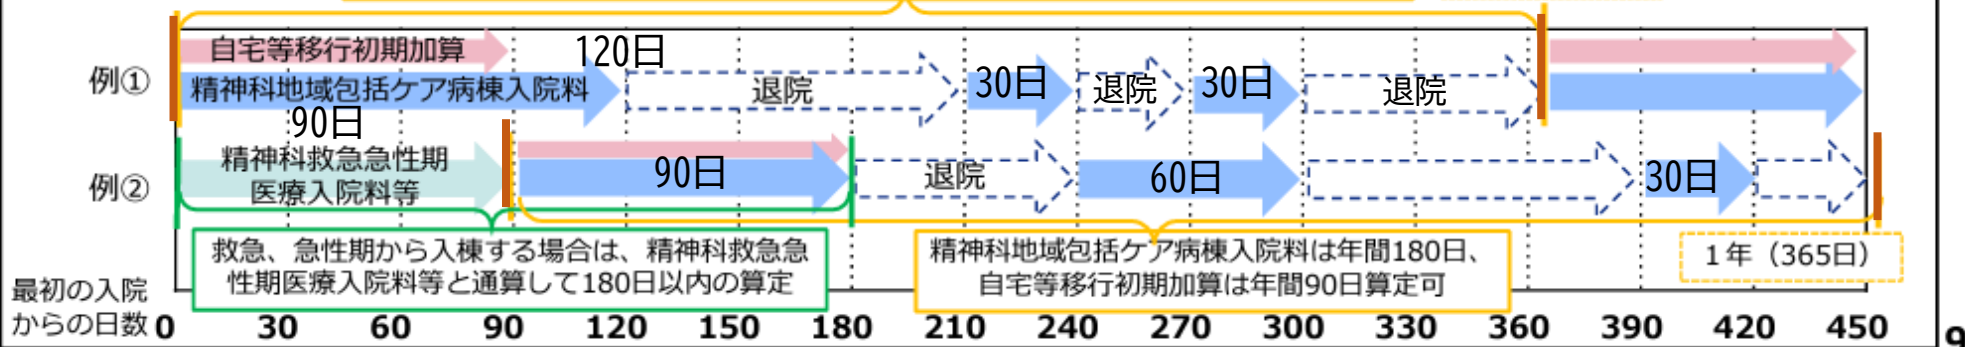 自宅等移行初期加算
120日
例①
精神科地域包括ケア病棟入院料
退院
30日
退院
30日
退院
90日
例②
精神科救急急性期
医療入院料等
90日
退院
60日
30日
救急、急性期から入棟する場合は、精神科救急急
性期医療入院料等と通算して180日以内の算定
精神科地域包括ケア病棟入院料は年間180日、
自宅等移行初期加算は年間90日算定可
1年（365日）
最初の入院
からの日数 0 30 60 90 120 150 180 210 240 270 300 330 360 390 420 450
9